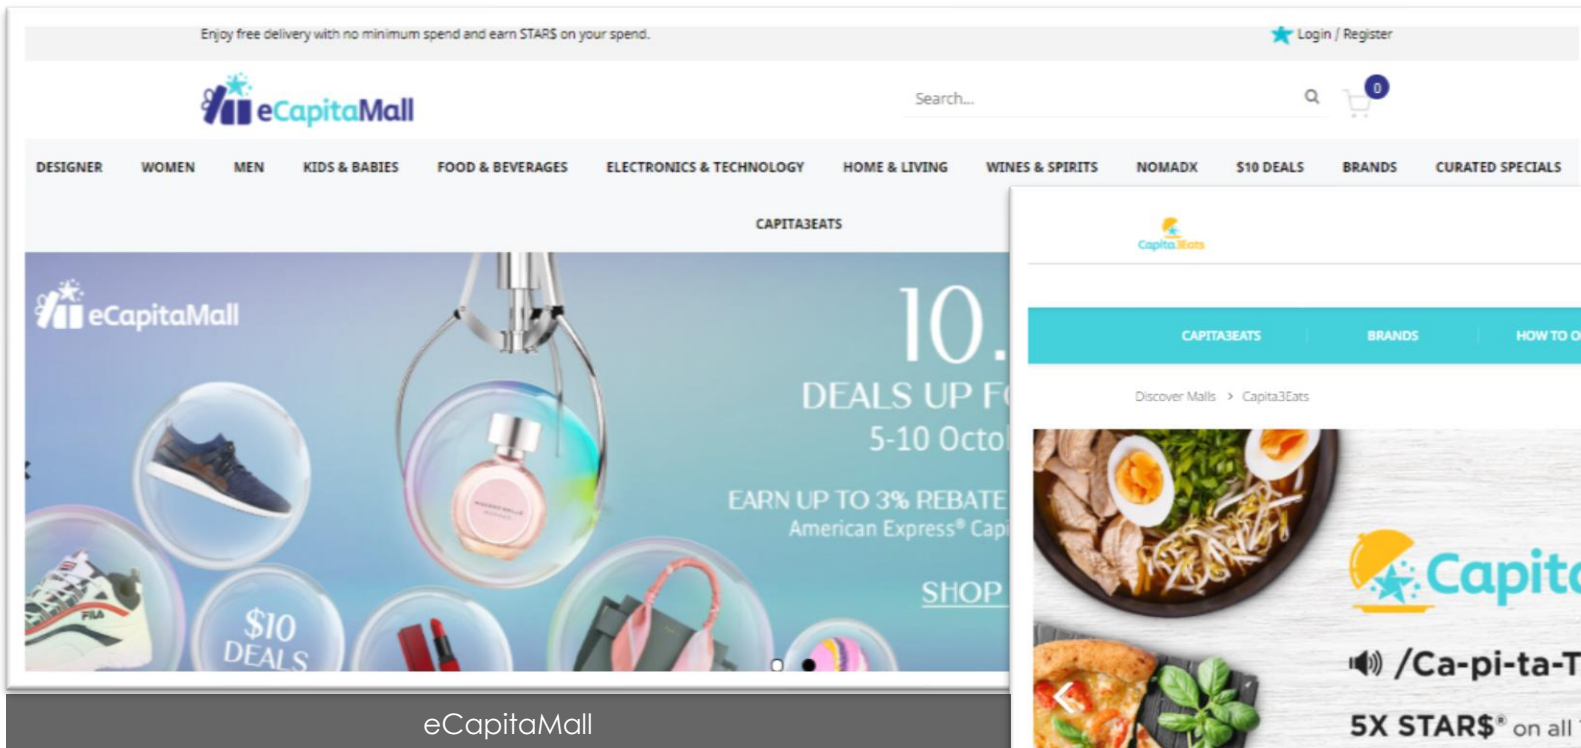 Enjoy free delivery with no minimum spend and earn STAR$ on your spend.
Login / Register
eCapitaMall
Search...
0
DESIGNER WOMEN MEN KIDS & BABIES FOOD & BEVERAGES ELECTRONICS & TECHNOLOGY HOME & LIVING WINES & SPIRITS NOMADX $10 DEALS BRANDS CURATED SPECIALS
CAPITA3EATS
eCapitaMall
10.
DEALS UP
5-10
EARN UP TO 3% REBATE
American Express®
SHOP
FILA
$10
DEALS
eCapitaMall
Capita3Eats
CAPITA3EATS BRANDS HOW TO
Discover Malls > Capita3Eats
/Ca-pi-ta-T
5X STAR$® on all